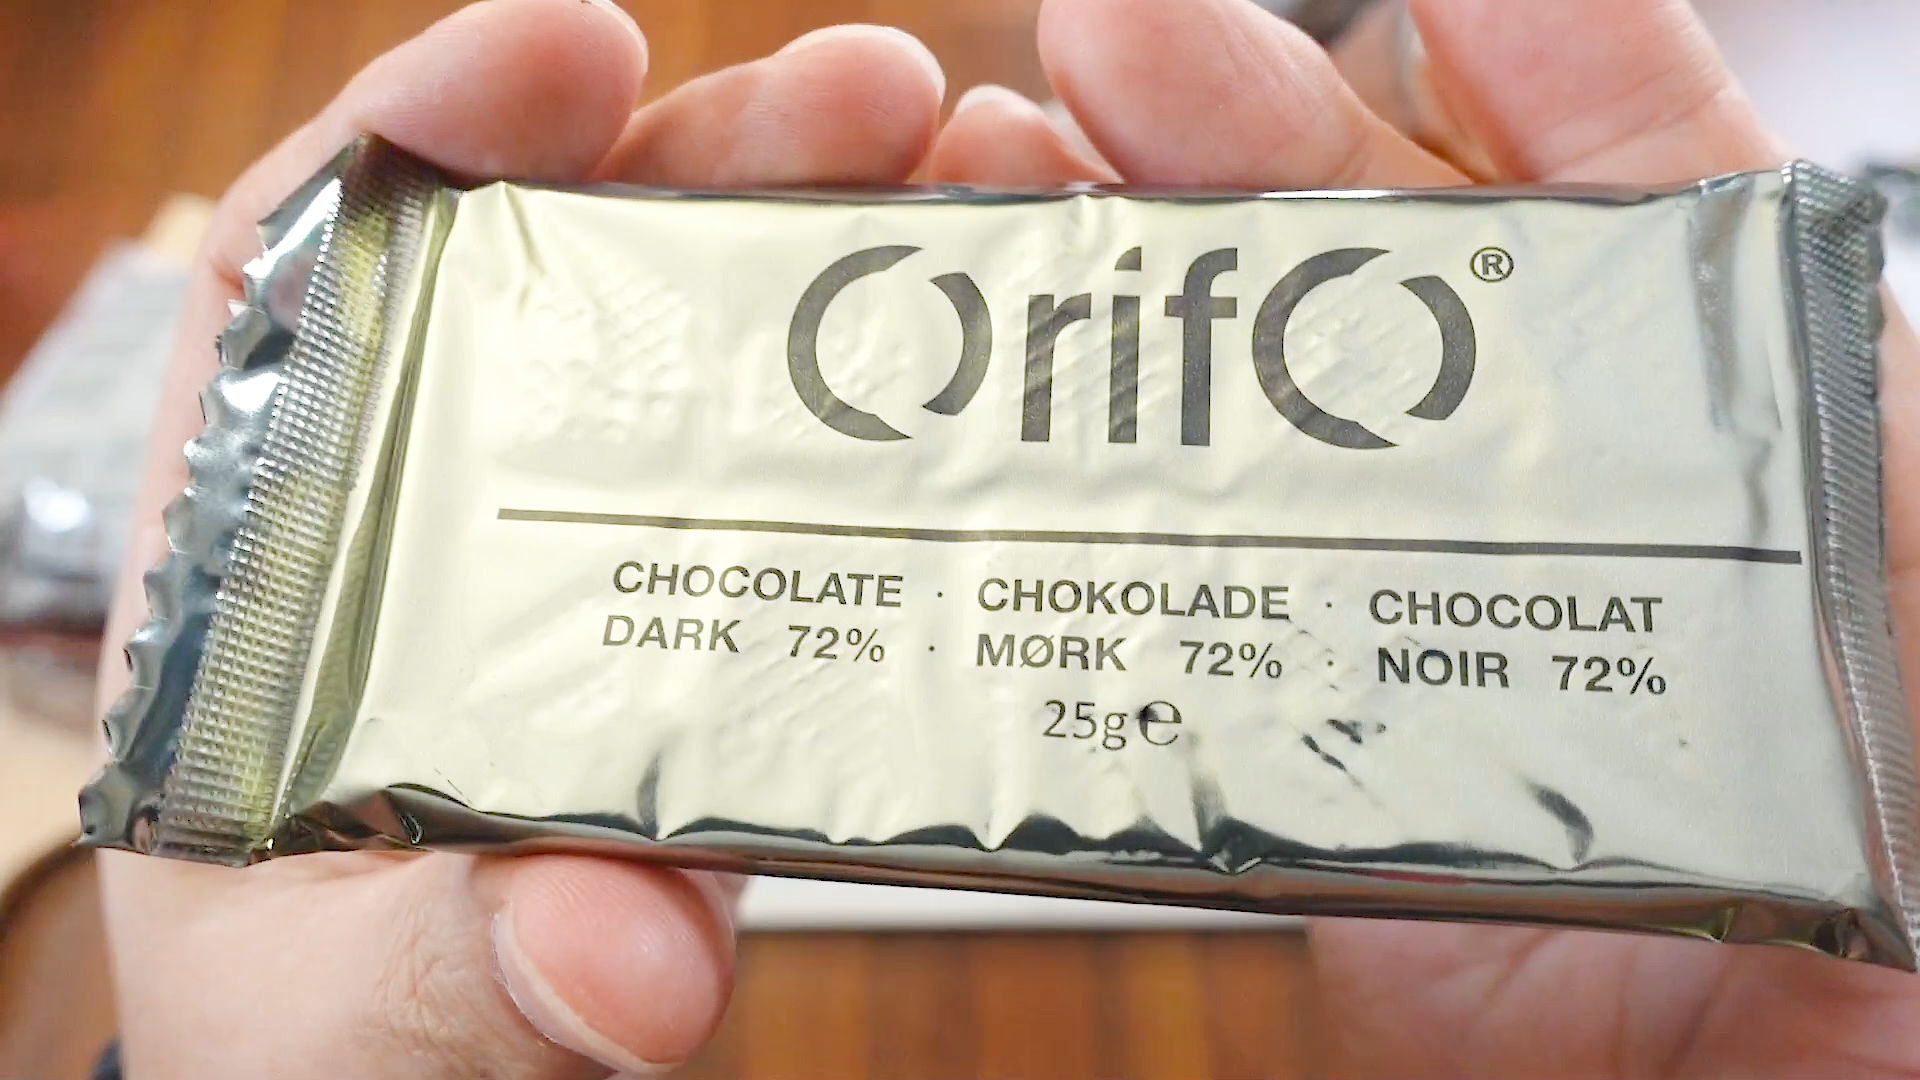 OrifO®
CHOCOLATE · CHOKOLADE · CHOCOLAT
DARK 72% · MØRK 72% · NOIR 72%
25g℮